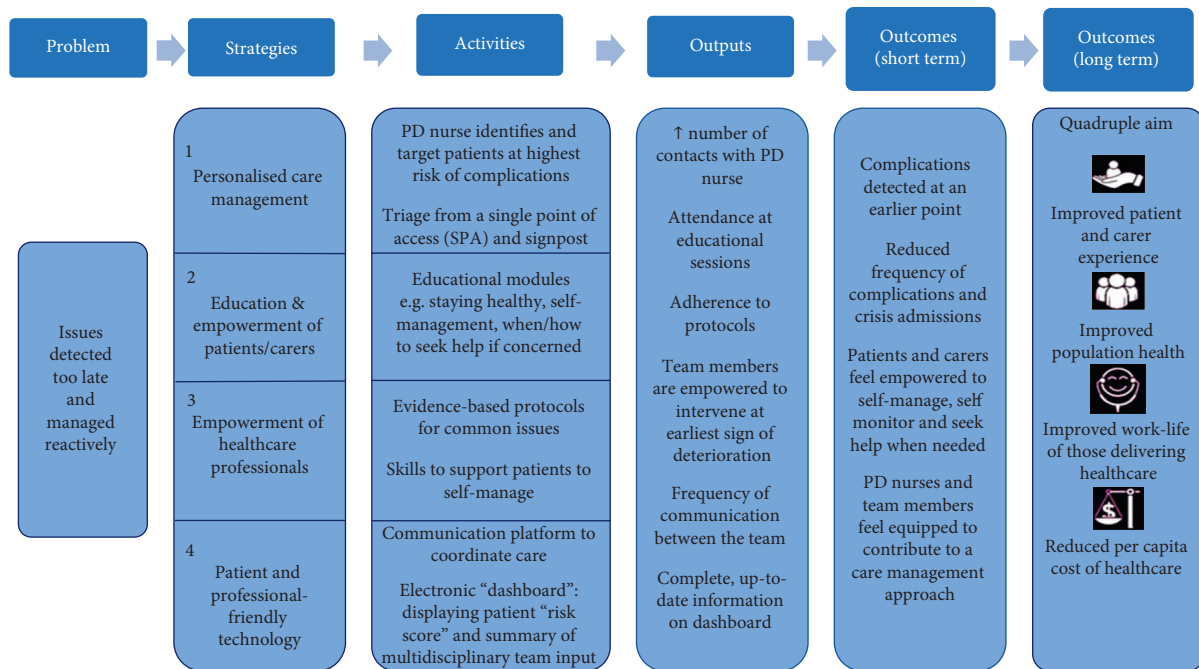 Problem
Strategies
Activities
Outputs
Outcomes
(short term)
Outcomes
(long term)
Issues
detected
too late
and
managed
reactively
1
Personalised care
management
2
Education &
empowerment of
patients/carers
3
Empowerment of
healthcare
professionals
4
Patient and
professional-
friendly
technology
PD nurse identifies and
target patients at highest
risk of complications
Triage from a single point of
access (SPA) and signpost
Educational modules
e.g. staying healthy, self-
management, when/how
to seek help if concerned
Evidence-based protocols
for common issues
Skills to support patients to
self-manage
Communication platform to
coordinate care
Electronic “dashboard”:
displaying patient “risk
score” and summary of
multidisciplinary team input
↑ number of
contacts with PD
nurse
Attendance at
educational
sessions
Adherence to
protocols
Team members
are empowered to
intervene at
earliest sign of
deterioration
Frequency of
communication
between the team
Complete, up-to-
date information
on dashboard
Complications
detected at an
earlier point
Reduced
frequency of
complications and
crisis admissions
Patients and carers
feel empowered to
self-manage, self
monitor and seek
help when needed
PD nurses and
team members
feel equipped to
contribute to a
care management
approach
Quadruple aim
Improved patient
and carer
experience
Improved
population health
Improved work-life
of those delivering
healthcare
$
Reduced per capita
cost of healthcare